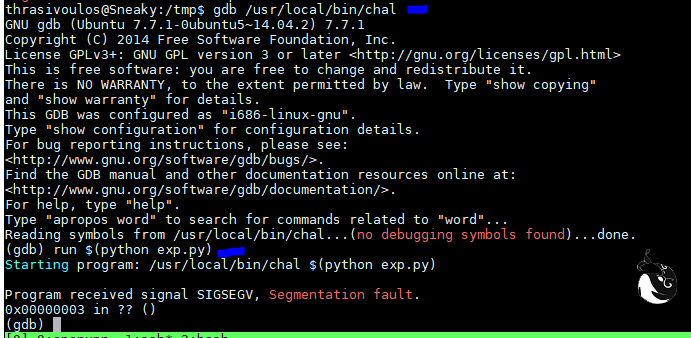 thrasivoulos@Sneaky:/tmp$ gdb /usr/local/bin/chal
GNU gdb (Ubuntu 7.7.1-0ubuntu5~14.04.2) 7.7.1
Copyright (C) 2014 Free Software Foundation, Inc.
License GPLv3+: GNU GPL version 3 or later <http://gnu.org/licenses/gpl.html>
This is free software: you are free to change and redistribute it.
There is NO WARRANTY, to the extent permitted by law.  Type "show copying"
and "show warranty" for details.
This GDB was configured as "i686-linux-gnu".
Type "show configuration" for configuration details.
For bug reporting instructions, please see:
<http://www.gnu.org/software/gdb/bugs/>.
Find the GDB manual and other documentation resources online at:
<http://www.gnu.org/software/gdb/documentation/>.
For help, type "help".
Type "apropos word" to search for commands related to "word"...
Reading symbols from /usr/local/bin/chal...(no debugging symbols found)...done.
(gdb) run $(python exp.py)
Starting program: /usr/local/bin/chal $(python exp.py)
Program received signal SIGSEGV, Segmentation fault.
0x00000003 in ?? ()
(gdb)